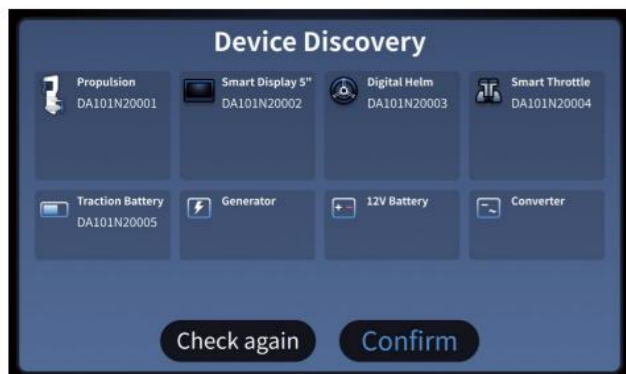 Device Discovery
Propulsion
DA101N20001
Smart Display 5"
DA101N20002
Digital Helm
DA101N20003
Smart Throttle
DA101N20004
Traction Battery
DA101N20005
Generator
12V Battery
Converter
Check again
Confirm